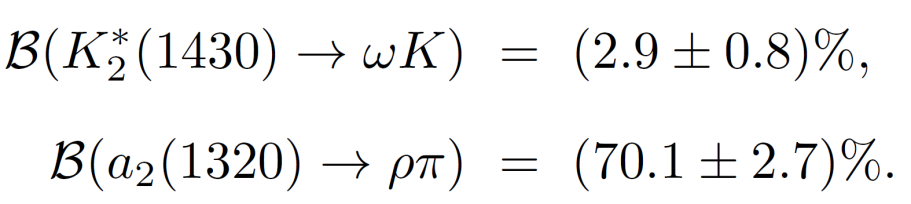 ℬ(K₂*(1430) → ωK) = (2.9 ± 0.8)%,
ℬ(a₂(1320) → ρπ) = (70.1 ± 2.7)%.